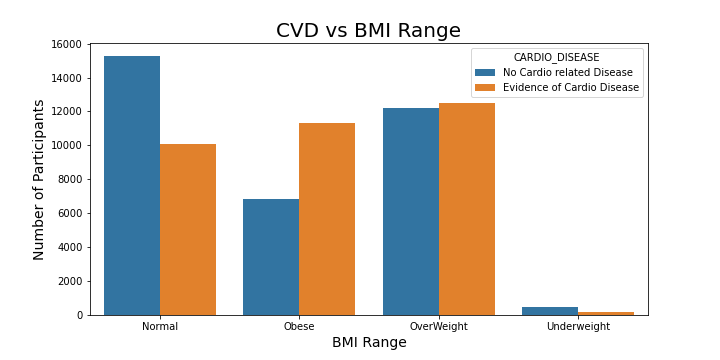 CVD vs BMI Range
CARDIO_DISEASE
No Cardio related Disease
Evidence of Cardio Disease
Number of Participants
16000
14000
12000
10000
8000
6000
4000
2000
0
Normal Obese OverWeight Underweight
BMI Range